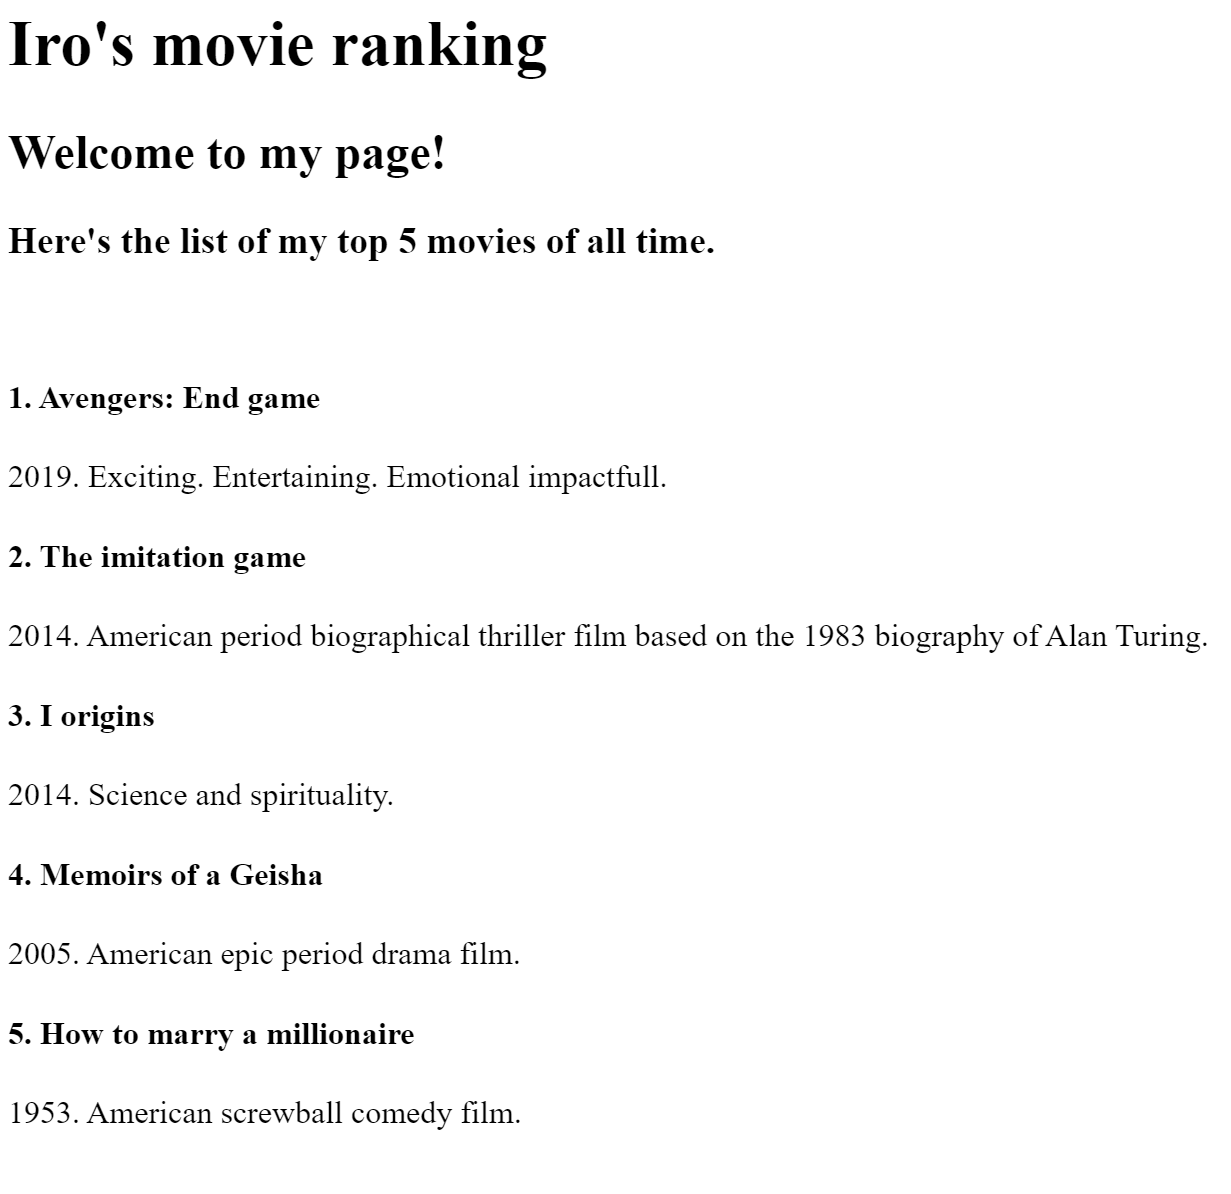 Iro's movie ranking
Welcome to my page!
Here's the list of my top 5 movies of all time.
1. Avengers: End game
2019. Exciting. Entertaining. Emotional impactfull.
2. The imitation game
2014. American period biographical thriller film based on the 1983 biography of Alan Turing.
3. I origins
2014. Science and spirituality.
4. Memoirs of a Geisha
2005. American epic period drama film.
5. How to marry a millionaire
1953. American screwball comedy film.